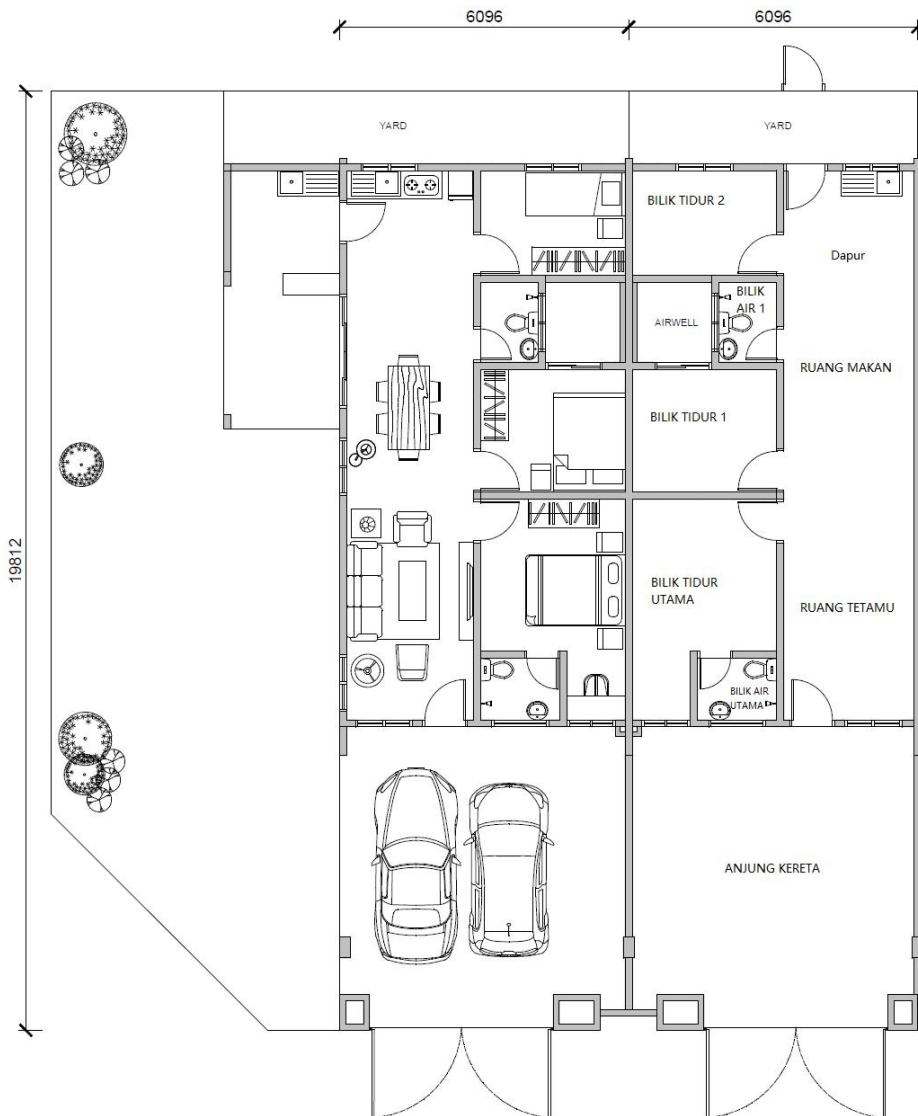 6096
6096
YARD
YARD
BILIK TIDUR 2
Dapur
BILIK
AIR 1
AIRWELL
RUANG MAKAN
BILIK TIDUR 1
19812
BILIK TIDUR
UTAMA
RUANG TETAMU
BILIK AIR
UTAMA
ANJUNG KERETA